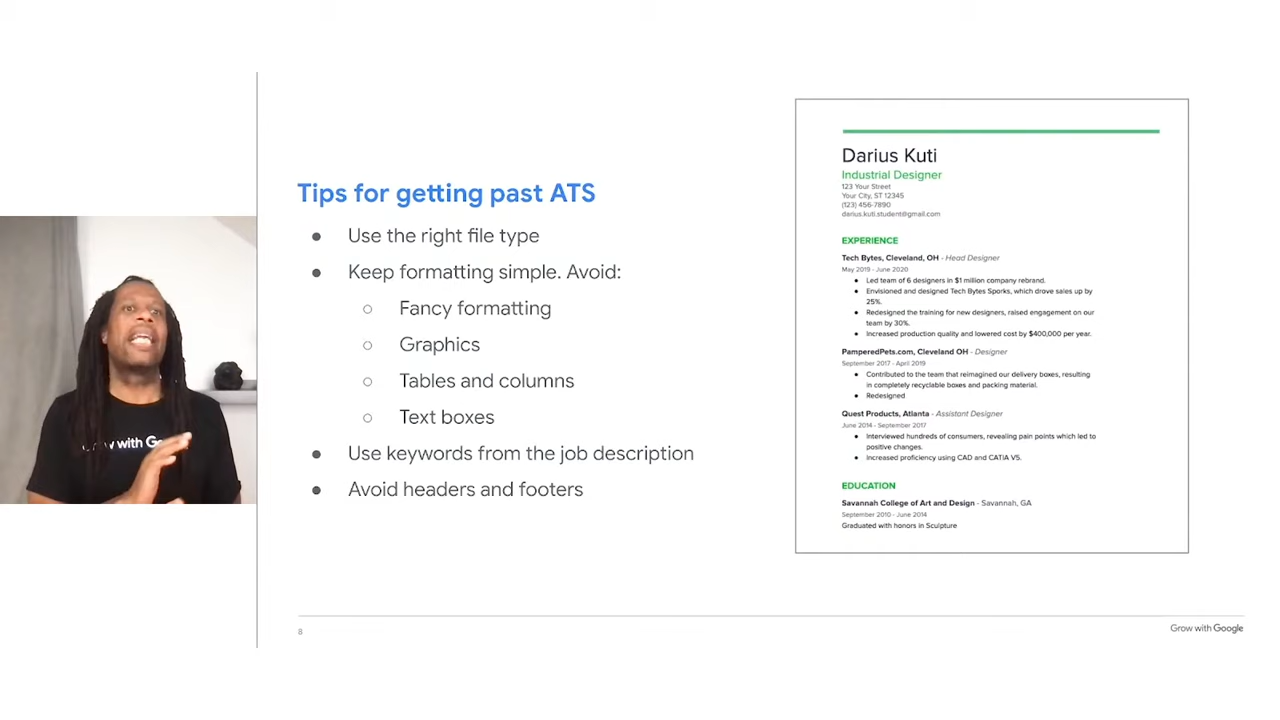 Tips for getting past ATS
● Use the right file type
● Keep formatting simple. Avoid:
○ Fancy formatting
○ Graphics
○ Tables and columns
○ Text boxes
● Use keywords from the job description
● Avoid headers and footers
Darius Kuti
Industrial Designer
123 Your Street
Your City, ST 12345
(123) 456-7890
darius.kuti.student@gmail.com
EXPERIENCE
Tech Bytes, Cleveland, OH - Head Designer
May 2019 - June 2020
● Led team of 6 designers in $1 million company rebrand.
● Envisioned and designed Tech Bytes Sporks, which drove sales up by
25%.
● Redesigned the training for new designers, raised engagement on our
team by 30%.
● Increased production quality and lowered cost by $400,000 per year.
PamperedPets.com, Cleveland OH - Designer
September 2017 - April 2019
● Contributed to the team that reimagined our delivery boxes, resulting
in completely recyclable boxes and packing material.
● Redesigned
Quest Products, Atlanta - Assistant Designer
June 2014 - September 2017
● Interviewed hundreds of consumers, revealing pain points which led to
positive changes.
● Increased proficiency using CAD and CATIA V5.
EDUCATION
Savannah College of Art and Design - Savannah, GA
September 2010 - June 2014
Graduated with honors in Sculpture
with Go
8
Grow with Google